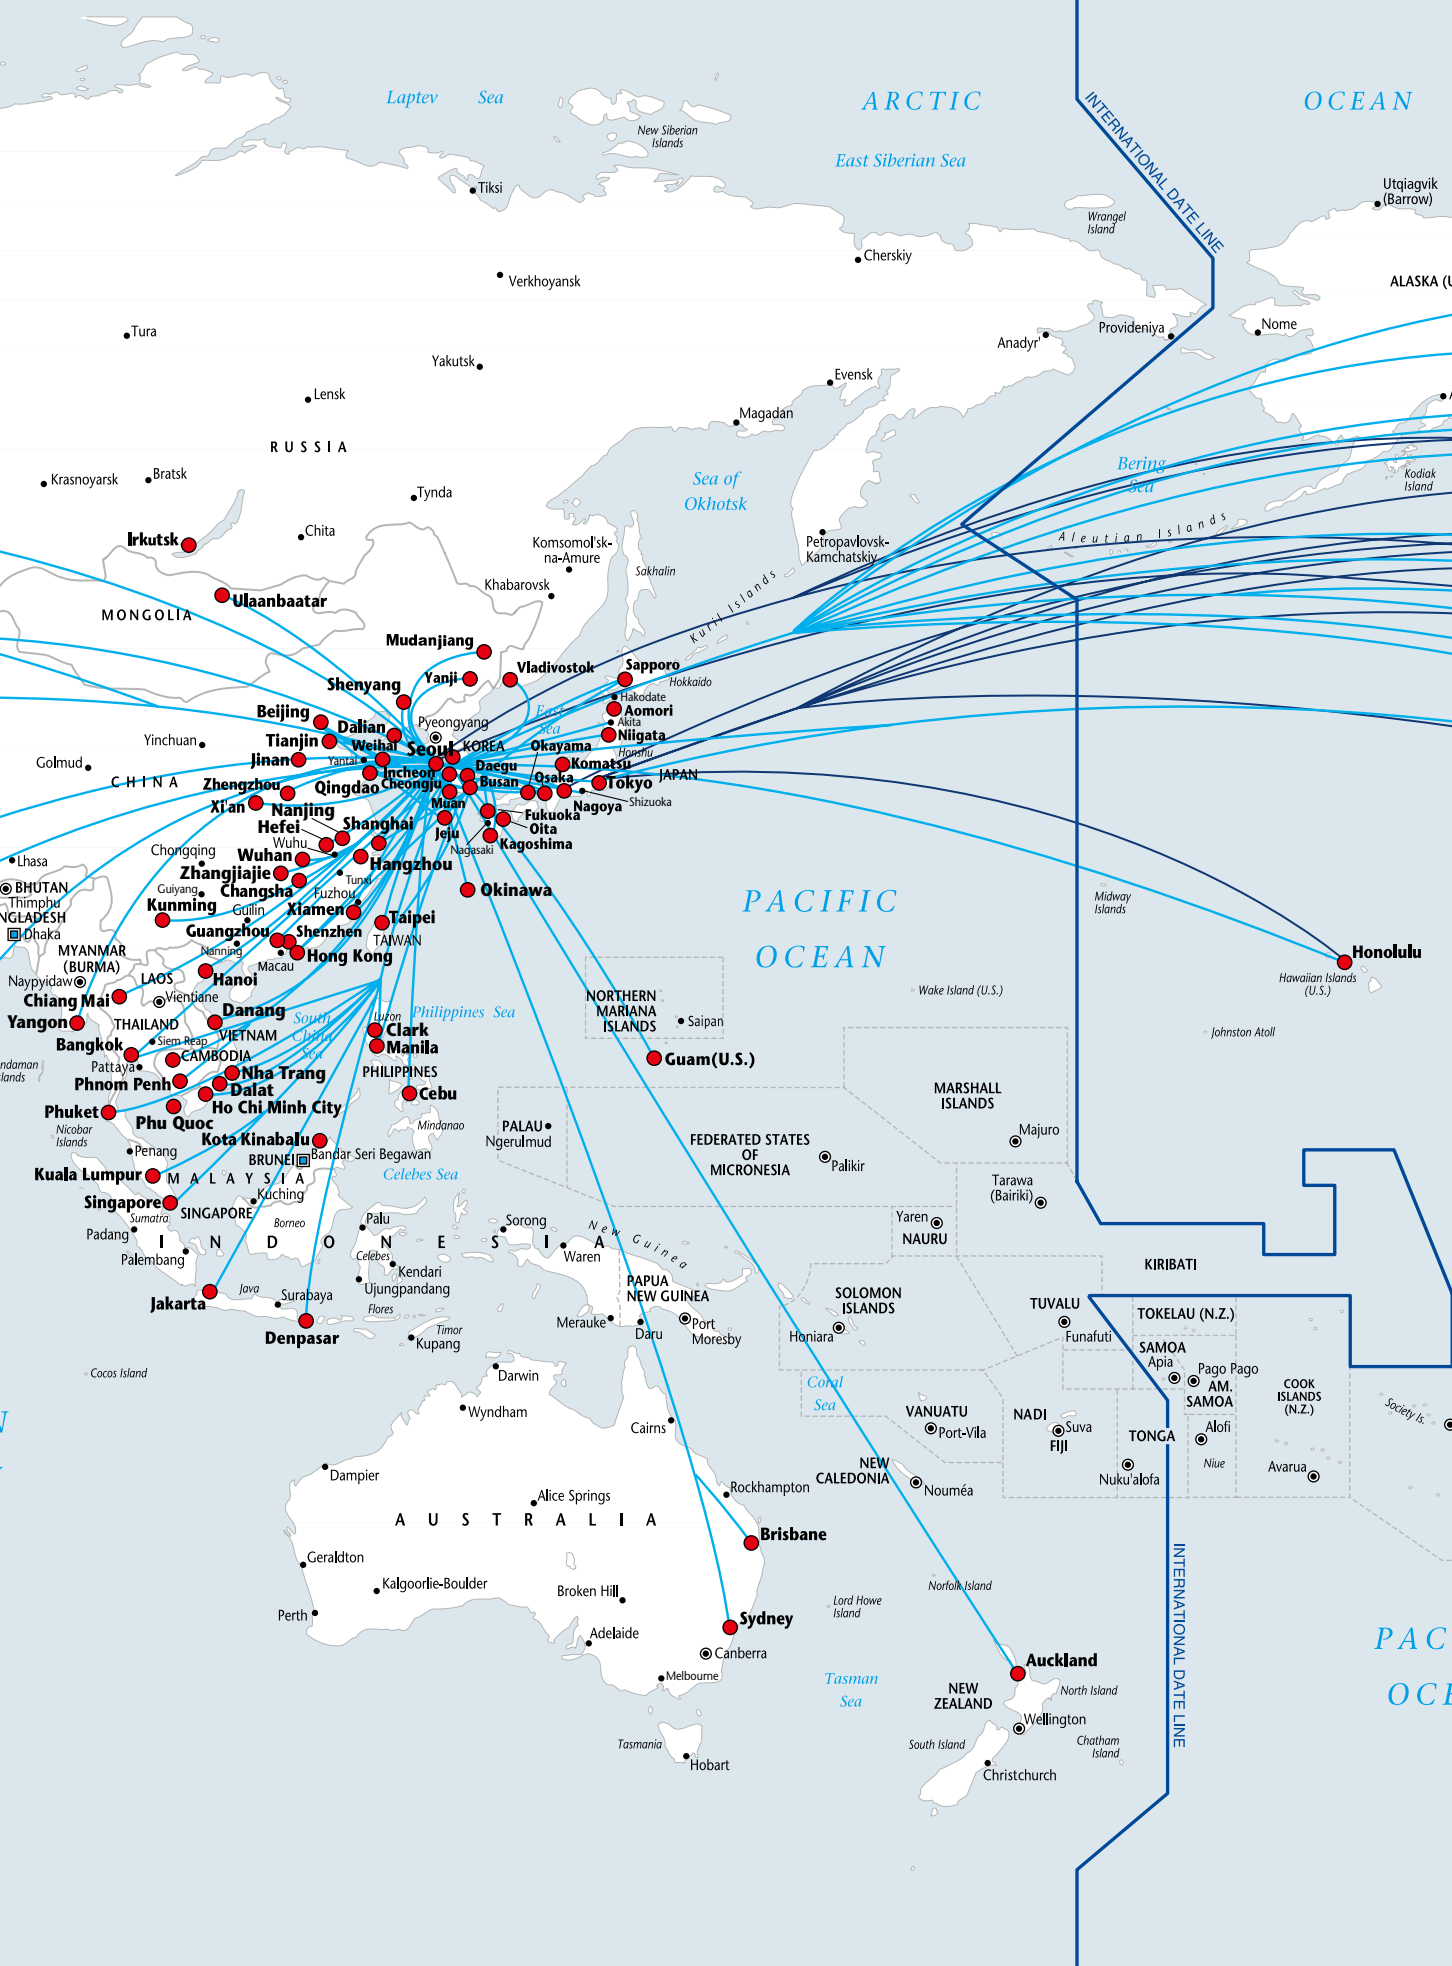 Laptev Sea
ARCTIC
OCEAN
INTERNATIONAL DATE LINE
New Siberian
Islands
East Siberian Sea
Tiksi
Utqiagvik
(Barrow)
Wrangel
Island
Cherskiy
Verkhoyansk
ALASKA (U
Tura
Anadyr'
Provideniya
Nome
Yakutsk
Lensk
Evensk
Magadan
RUSSIA
Bering
Sea
Kodiak
Island
Krasnoyarsk
Bratsk
Tynda
Sea of
Okhotsk
Irkutsk
Chita
Komsomol'sk-
na-Amure
Petropavlovsk-
Kamchatskiy
Aleutian Islands
Sakhalin
Khabarovsk
Kuril Islands
Ulaanbaatar
MONGOLIA
Mudanjiang
Yanji
Vladivostok
Sapporo
Hokkaido
Shenyang
Hakodate
Aomori
Akita
Niigata
Honshu
Beijing
Dalian
Pyeongyang
East
Sea
Tianjin
Weihai
Seoul
KOREA
Okayama
Yinchuan
Jinan
Yantai
Incheon
Daegu
Komatsu
Golmud
CHINA
Zhengzhou
Qingdao
Cheongju
Busan
Osaka
Tokyo
JAPAN
Xi'an
Nanjing
Muan
Nagoya
Shizuoka
Hefei
Shanghai
Jeju
Fukuoka
Oita
Wuhu
Nagasaki
Kagoshima
Lhasa
Chongqing
Wuhan
Hangzhou
Zhangjiajie
Tunxi
BHUTAN
Thimphu
Guiyang
Changsha
Fuzhou
Okinawa
NGLADESH
Dhaka
Kunming
Guilin
Xiamen
Taipei
TAIWAN
Guangzhou
Shenzhen
Nanning
Macau
Hong Kong
PACIFIC
OCEAN
Midway
Islands
Honolulu
Hawaiian Islands
(U.S.)
MYANMAR
(BURMA)
Naypyidaw
LAOS
Hanoi
Chiang Mai
Vientiane
Yangon
THAILAND
Danang
VIETNAM
South
China
Sea
Luzon
Philippines Sea
NORTHERN
MARIANA
ISLANDS
Saipan
Wake Island (U.S.)
Johnston Atoll
Bangkok
Siem Reap
Clark
Manila
Guam(U.S.)
ndaman
slands
Pattaya
CAMBODIA
Phnom Penh
Nha Trang
Dalat
PHILIPPINES
Cebu
MARSHALL
ISLANDS
Phuket
Ho Chi Minh City
Nicobar
Islands
Phu Quoc
Mindanao
PALAU
Ngerulmud
Majuro
Kota Kinabalu
FEDERATED STATES
OF
MICRONESIA
Palikir
Penang
BRUNEI
Bandar Seri Begawan
Kuala Lumpur
MALAYSIA
Celebes Sea
Tarawa
(Bairiki)
Singapore
SINGAPORE
Kuching
Yaren
NAURU
Sumatra
Borneo
Palu
Sorong
New Guinea
Padang
INDONESIA
Palembang
Celebes
Kendari
Waren
KIRIBATI
Java
Ujungpandang
PAPUA
NEW GUINEA
SOLOMON
ISLANDS
Jakarta
Surabaya
Flores
Merauke
Daru
Port
Moresby
Honiara
TUVALU
Funafuti
TOKELAU (N.Z.)
Denpasar
Timor
Kupang
SAMOA
Apia
Pago Pago
AM.
SAMOA
COOK
ISLANDS
(N.Z.)
Cocos Island
Darwin
Coral
Sea
Society Is.
Wyndham
Cairns
VANUATU
Port-Vila
NADI
Suva
FIJI
TONGA
Alofi
Niue
Dampier
Rockhampton
NEW
CALEDONIA
Nouméa
Nuku'alofa
Avarua
Alice Springs
AUSTRALIA
Brisbane
Geraldton
Kalgoorlie-Boulder
Broken Hill
Norfolk Island
Lord Howe
Island
INTERNATIONAL DATE LINE
Perth
Adelaide
Sydney
Canberra
PAC
OCE
Melbourne
Tasman
Sea
Auckland
NEW
ZEALAND
North Island
Wellington
Tasmania
Hobart
South Island
Chatham
Island
Christchurch